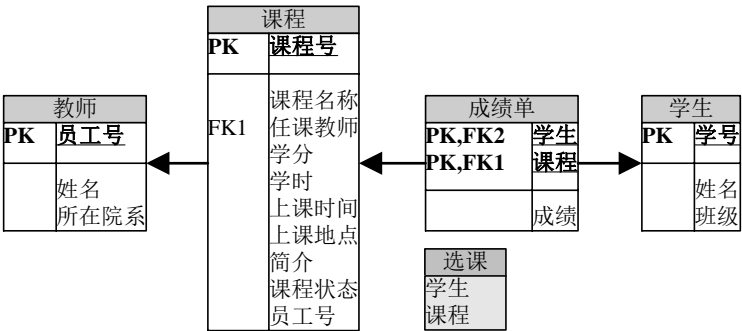 课程
PK 课程号
课程名称
FK1 任课教师
学分
学时
上课时间
上课地点
简介
课程状态
员工号
教师
PK 员工号
姓名
所在院系
成绩单
PK,FK2 学生
PK,FK1 课程
成绩
学生
PK 学号
姓名
班级
选课
学生
课程